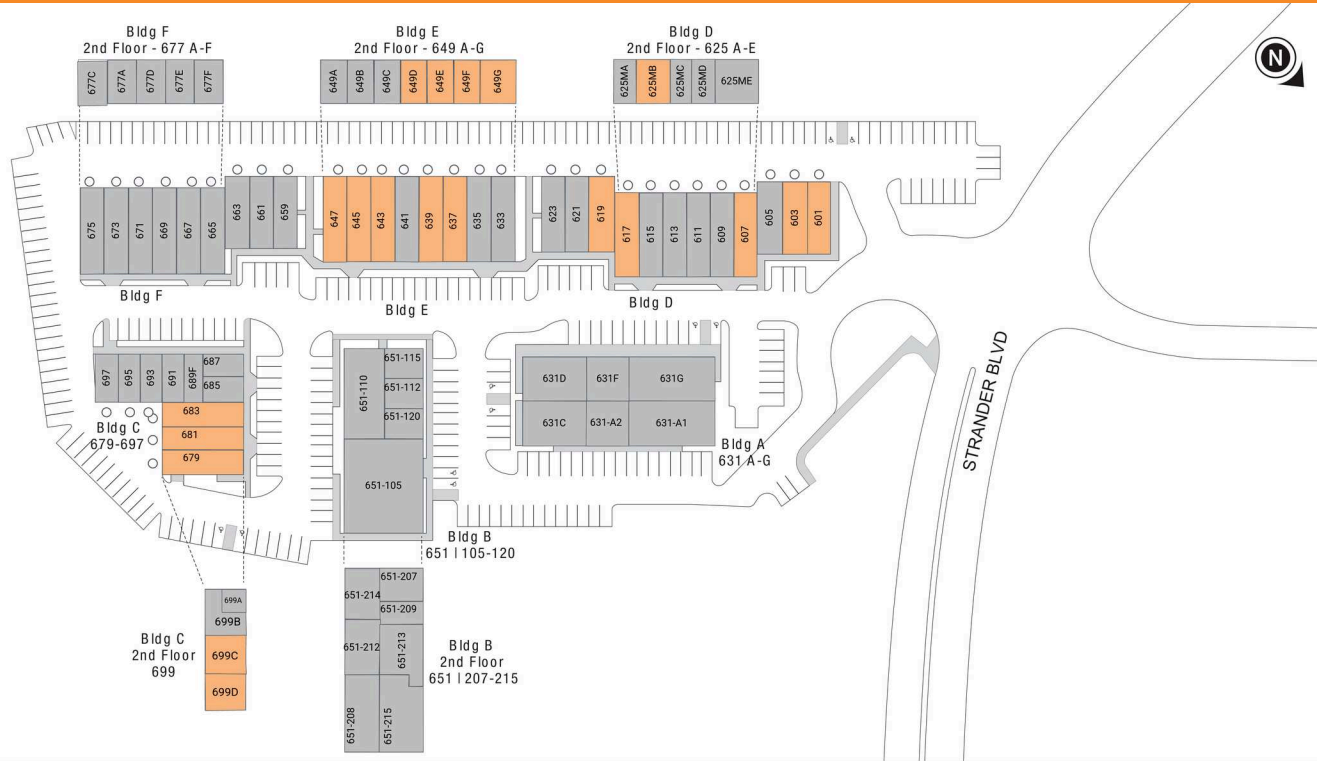 Bldg F
2nd Floor - 677 A-F
Bldg E
2nd Floor - 649 A-G
Bldg D
2nd Floor - 625 A-E
N
677C
677A
677D
677E
677F
649A
649B
649C
649D
649E
649F
649G
625MA
625MB
625MC
625MD
625ME
675
673
671
669
667
665
663
661
659
647
645
643
641
639
637
635
633
623
621
619
617
615
613
611
609
607
605
603
601
Bldg F
Bldg E
Bldg D
697
695
693
691
689F
687
685
683
681
679
Bldg C
679-697
651-110
651-115
651-112
651-120
651-105
631D
631F
631G
631C
631-A2
631-A1
Bldg A
631 A-G
STRANDER BLVD
Bldg B
651 | 105-120
699A
699B
699C
699D
Bldg C
2nd Floor
699
651-214
651-207
651-209
651-212
651-213
651-208
651-215
Bldg B
2nd Floor
651 | 207-215